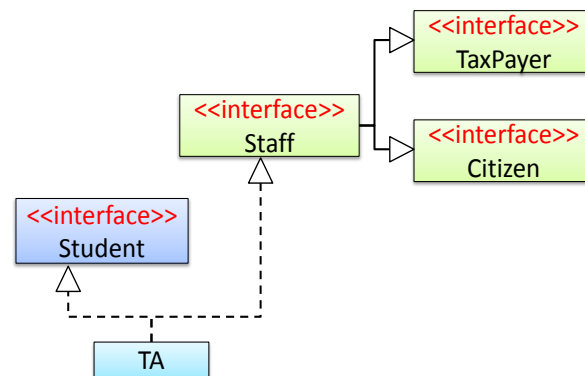 <<interface>>
TaxPayer
<<interface>>
Staff
<<interface>>
Citizen
<<interface>>
Student
TA